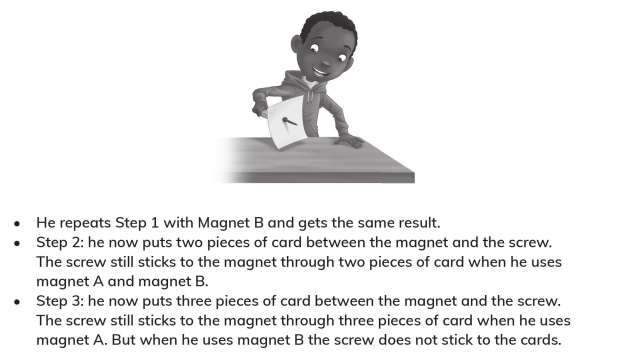 • He repeats Step 1 with Magnet B and gets the same result.
• Step 2: he now puts two pieces of card between the magnet and the screw.
The screw still sticks to the magnet through two pieces of card when he uses
magnet A and magnet B.
• Step 3: he now puts three pieces of card between the magnet and the screw.
The screw still sticks to the magnet through three pieces of card when he uses
magnet A. But when he uses magnet B the screw does not stick to the cards.